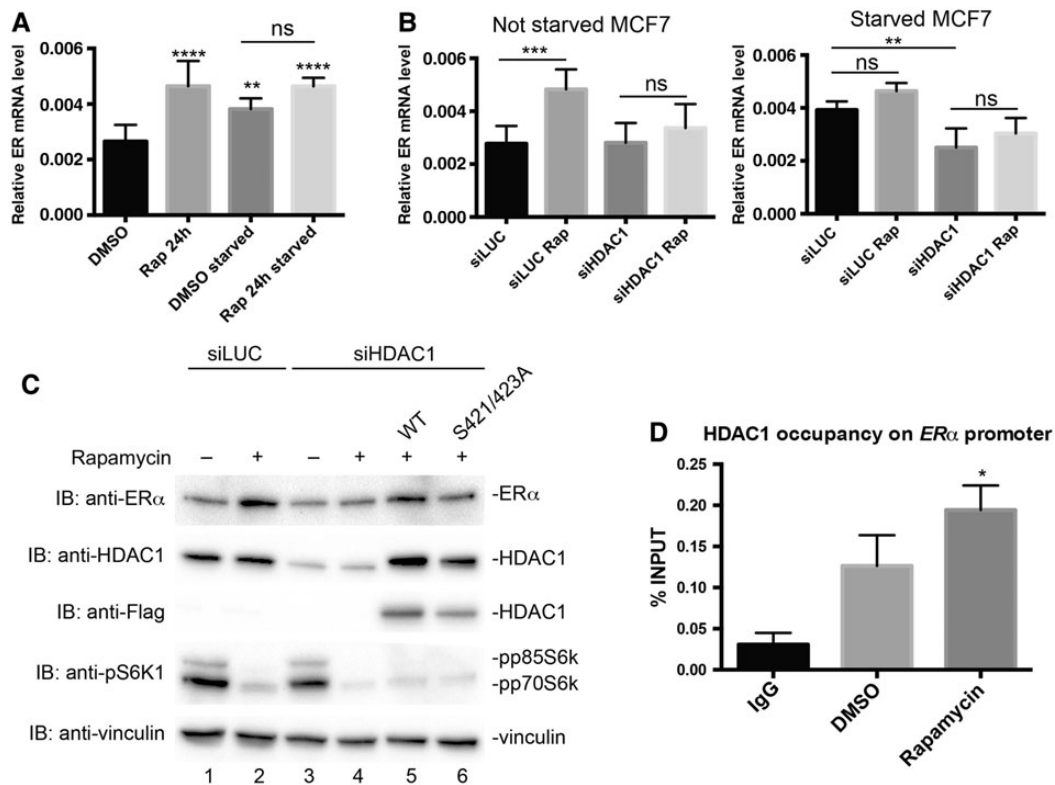 A
Relative ER mRNA level
0.006
0.004
0.002
0.000
****
**
ns
****
DMSO
Rap 24h
DMSO starved
Rap 24h starved
B
Not starved MCF7
Relative ER mRNA level
0.006
0.004
0.002
0.000
***
ns
siLUC
siLUC Rap
siHDAC1
siHDAC1 Rap
Starved MCF7
Relative ER mRNA level
0.006
0.004
0.002
0.000
**
ns
ns
siLUC
siLUC Rap
siHDAC1
siHDAC1 Rap
C
siLUC siHDAC1
WT S421/423A
Rapamycin – + – + + +
IB: anti-ERα -ERα
IB: anti-HDAC1 -HDAC1
IB: anti-Flag -HDAC1
IB: anti-pS6K1 -pp85S6k
-pp70S6k
IB: anti-vinculin -vinculin
1 2 3 4 5 6
D
HDAC1 occupancy on ERα promoter
% INPUT
0.25
0.20
0.15
0.10
0.05
0.00
*
IgG
DMSO
Rapamycin